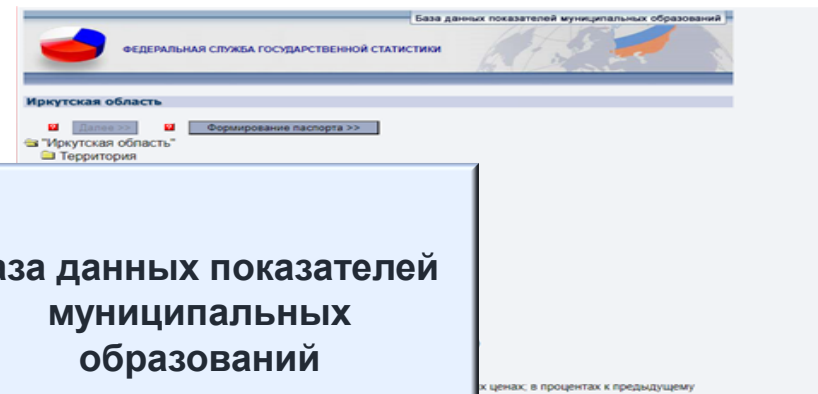 База данных показателей муниципальных образований
ФЕДЕРАЛЬНАЯ СЛУЖБА ГОСУДАРСТВЕННОЙ СТАТИСТИКИ
Иркутская область
Далее >> Формирование паспорта >>
"Иркутская область"
Территория
аза данных показателей
муниципальных
образований
х ценах; в процентах к предыдущему